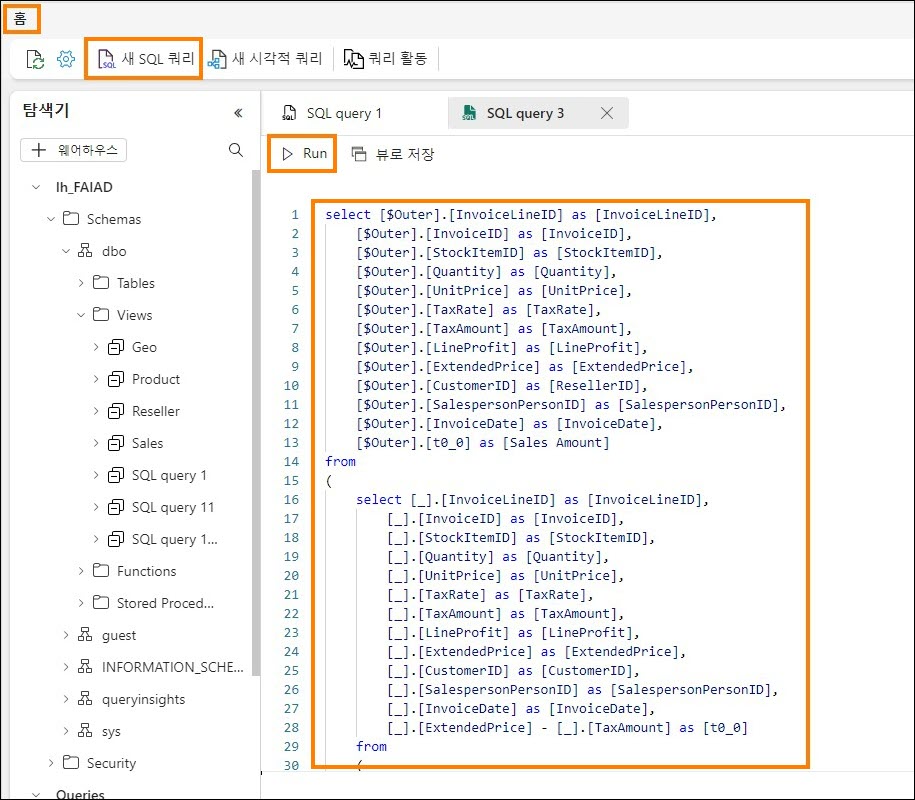 홈
새 SQL 쿼리 새 시각적 쿼리 쿼리 활동
탐색기 «
+ 웨어하우스
lh_FAIAD
Schemas
dbo
Tables
Views
Geo
Product
Reseller
Sales
SQL query 1
SQL query 11
SQL query 1...
Functions
Stored Proced...
guest
INFORMATION_SCHE...
queryinsights
sys
Security
Queries
SQL query 1 SQL query 3
Run 뷰로 저장
1 select [$Outer].[InvoiceLineID] as [InvoiceLineID],
2 [$Outer].[InvoiceID] as [InvoiceID],
3 [$Outer].[StockItemID] as [StockItemID],
4 [$Outer].[Quantity] as [Quantity],
5 [$Outer].[UnitPrice] as [UnitPrice],
6 [$Outer].[TaxRate] as [TaxRate],
7 [$Outer].[TaxAmount] as [TaxAmount],
8 [$Outer].[LineProfit] as [LineProfit],
9 [$Outer].[ExtendedPrice] as [ExtendedPrice],
10 [$Outer].[CustomerID] as [ResellerID],
11 [$Outer].[SalespersonPersonID] as [SalespersonPersonID],
12 [$Outer].[InvoiceDate] as [InvoiceDate],
13 [$Outer].[t0_0] as [Sales Amount]
14 from
15 (
16 select [_].[InvoiceLineID] as [InvoiceLineID],
17 [_].[InvoiceID] as [InvoiceID],
18 [_].[StockItemID] as [StockItemID],
19 [_].[Quantity] as [Quantity],
20 [_].[UnitPrice] as [UnitPrice],
21 [_].[TaxRate] as [TaxRate],
22 [_].[TaxAmount] as [TaxAmount],
23 [_].[LineProfit] as [LineProfit],
24 [_].[ExtendedPrice] as [ExtendedPrice],
25 [_].[CustomerID] as [CustomerID],
26 [_].[SalespersonPersonID] as [SalespersonPersonID],
27 [_].[InvoiceDate] as [InvoiceDate],
28 [_].[ExtendedPrice] - [_].[TaxAmount] as [t0_0]
29 from
30 (